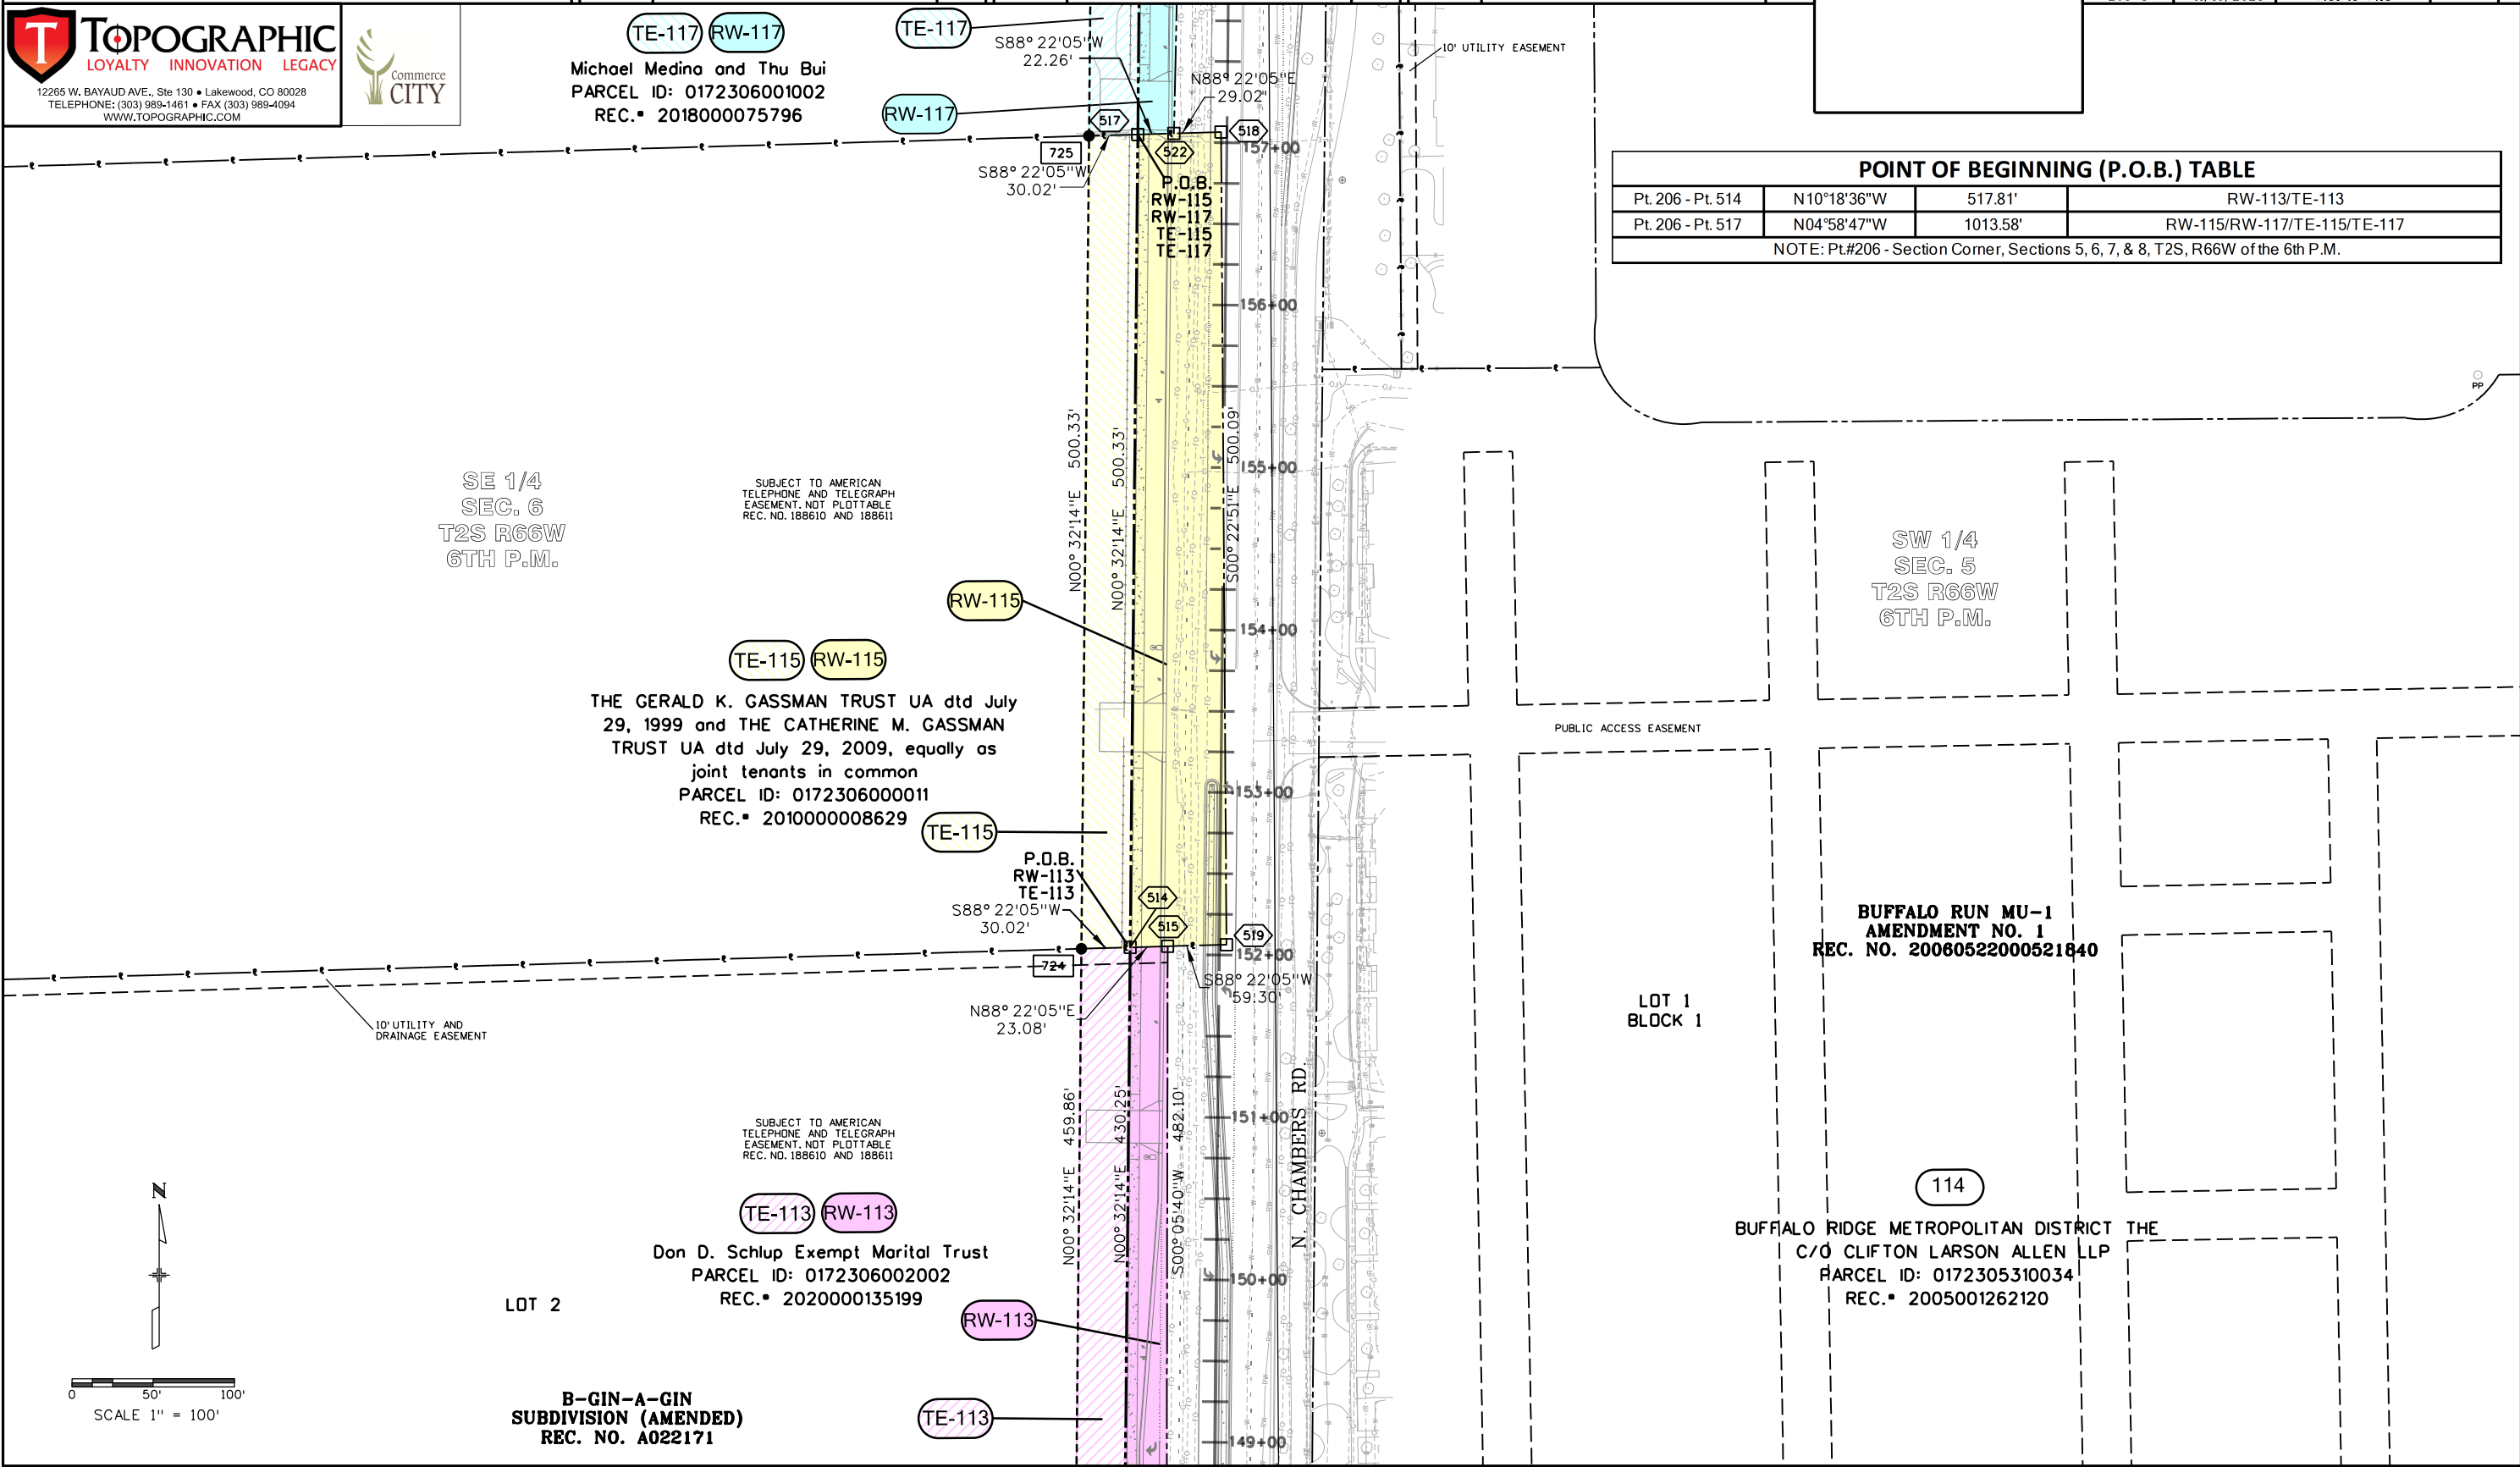 TOPOGRAPHIC
LOYALTY INNOVATION LEGACY
12265 W. BAYAUD AVE., Ste 130 • Lakewood, CO 80028
TELEPHONE: (303) 989-1461 • FAX (303) 989-4094
WWW.TOPOGRAPHIC.COM
Commerce
CITY
TE-117 RW-117
Michael Medina and Thu Bui
PARCEL ID: 0172306001002
REC.# 2018000075796
TE-117
RW-117
S88° 22'05"W
22.26'
N88° 22'05"E
29.02'
517
518
522
725
S88° 22'05"W
30.02'
P.O.B.
RW-115
RW-117
TE-115
TE-117
157+00
10' UTILITY EASEMENT
POINT OF BEGINNING (P.O.B.) TABLE
Pt. 206 - Pt. 514 N10°18'36"W 517.81' RW-113/TE-113
Pt. 206 - Pt. 517 N04°58'47"W 1013.58' RW-115/RW-117/TE-115/TE-117
NOTE: Pt.#206 - Section Corner, Sections 5, 6, 7, & 8, T2S, R66W of the 6th P.M.
156+00
PP
155+00
N00° 32'14"E 500.33'
N00° 32'14"E 500.33'
S00° 22'51"E 500.09'
SE 1/4
SEC. 6
T2S R66W
6TH P.M.
SUBJECT TO AMERICAN
TELEPHONE AND TELEGRAPH
EASEMENT. NOT PLOTTABLE
REC. NO. 188610 AND 188611
SW 1/4
SEC. 5
T2S R66W
6TH P.M.
RW-115
154+00
TE-115 RW-115
THE GERALD K. GASSMAN TRUST UA dtd July
29, 1999 and THE CATHERINE M. GASSMAN
TRUST UA dtd July 29, 2009, equally as
joint tenants in common
PARCEL ID: 0172306000011
REC.# 2010000008629
TE-115
PUBLIC ACCESS EASEMENT
153+00
P.O.B.
RW-113
TE-113
S88° 22'05"W
30.02'
514
515
519
152+00
724
S88° 22'05"W
59.30'
N88° 22'05"E
23.08'
10' UTILITY AND
DRAINAGE EASEMENT
BUFFALO RUN MU-1
AMENDMENT NO. 1
REC. NO. 20060522000521840
LOT 1
BLOCK 1
N00° 32'14"E 459.86'
N00° 32'14"E 430.25'
S00° 05'40"W 482.10'
151+00
N. CHAMBERS RD.
SUBJECT TO AMERICAN
TELEPHONE AND TELEGRAPH
EASEMENT. NOT PLOTTABLE
REC. NO. 188610 AND 188611
TE-113 RW-113
Don D. Schlup Exempt Marital Trust
PARCEL ID: 0172306002002
REC.# 2020000135199
RW-113
150+00
114
BUFFALO RIDGE METROPOLITAN DISTRICT THE
C/O CLIFTON LARSON ALLEN LLP
PARCEL ID: 0172305310034
REC.# 2005001262120
N
LOT 2
0 50' 100'
SCALE 1" = 100'
B-GIN-A-GIN
SUBDIVISION (AMENDED)
REC. NO. A022171
TE-113
149+00